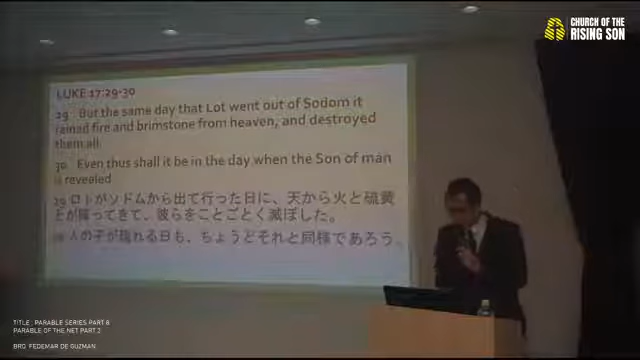 CHURCH OF THE
RISING SON
LUKE 17:29-30
29 But the same day that Lot went out of Sodom it
rained fire and brimstone from heaven, and destroyed
them all
30 Even thus shall it be in the day when the Son of man
is revealed
29 ロトがソドムから出て行った日に、天から火と硫黄
とが降ってきて、彼らをことごとく滅ぼした。
30 人の子が現れる日も、ちょうどそれと同様であろう。
TITLE : PARABLE SERIES PART 8
PARABLE OF THE NET PART 2
BRO. FEDEMAR DE GUZMAN